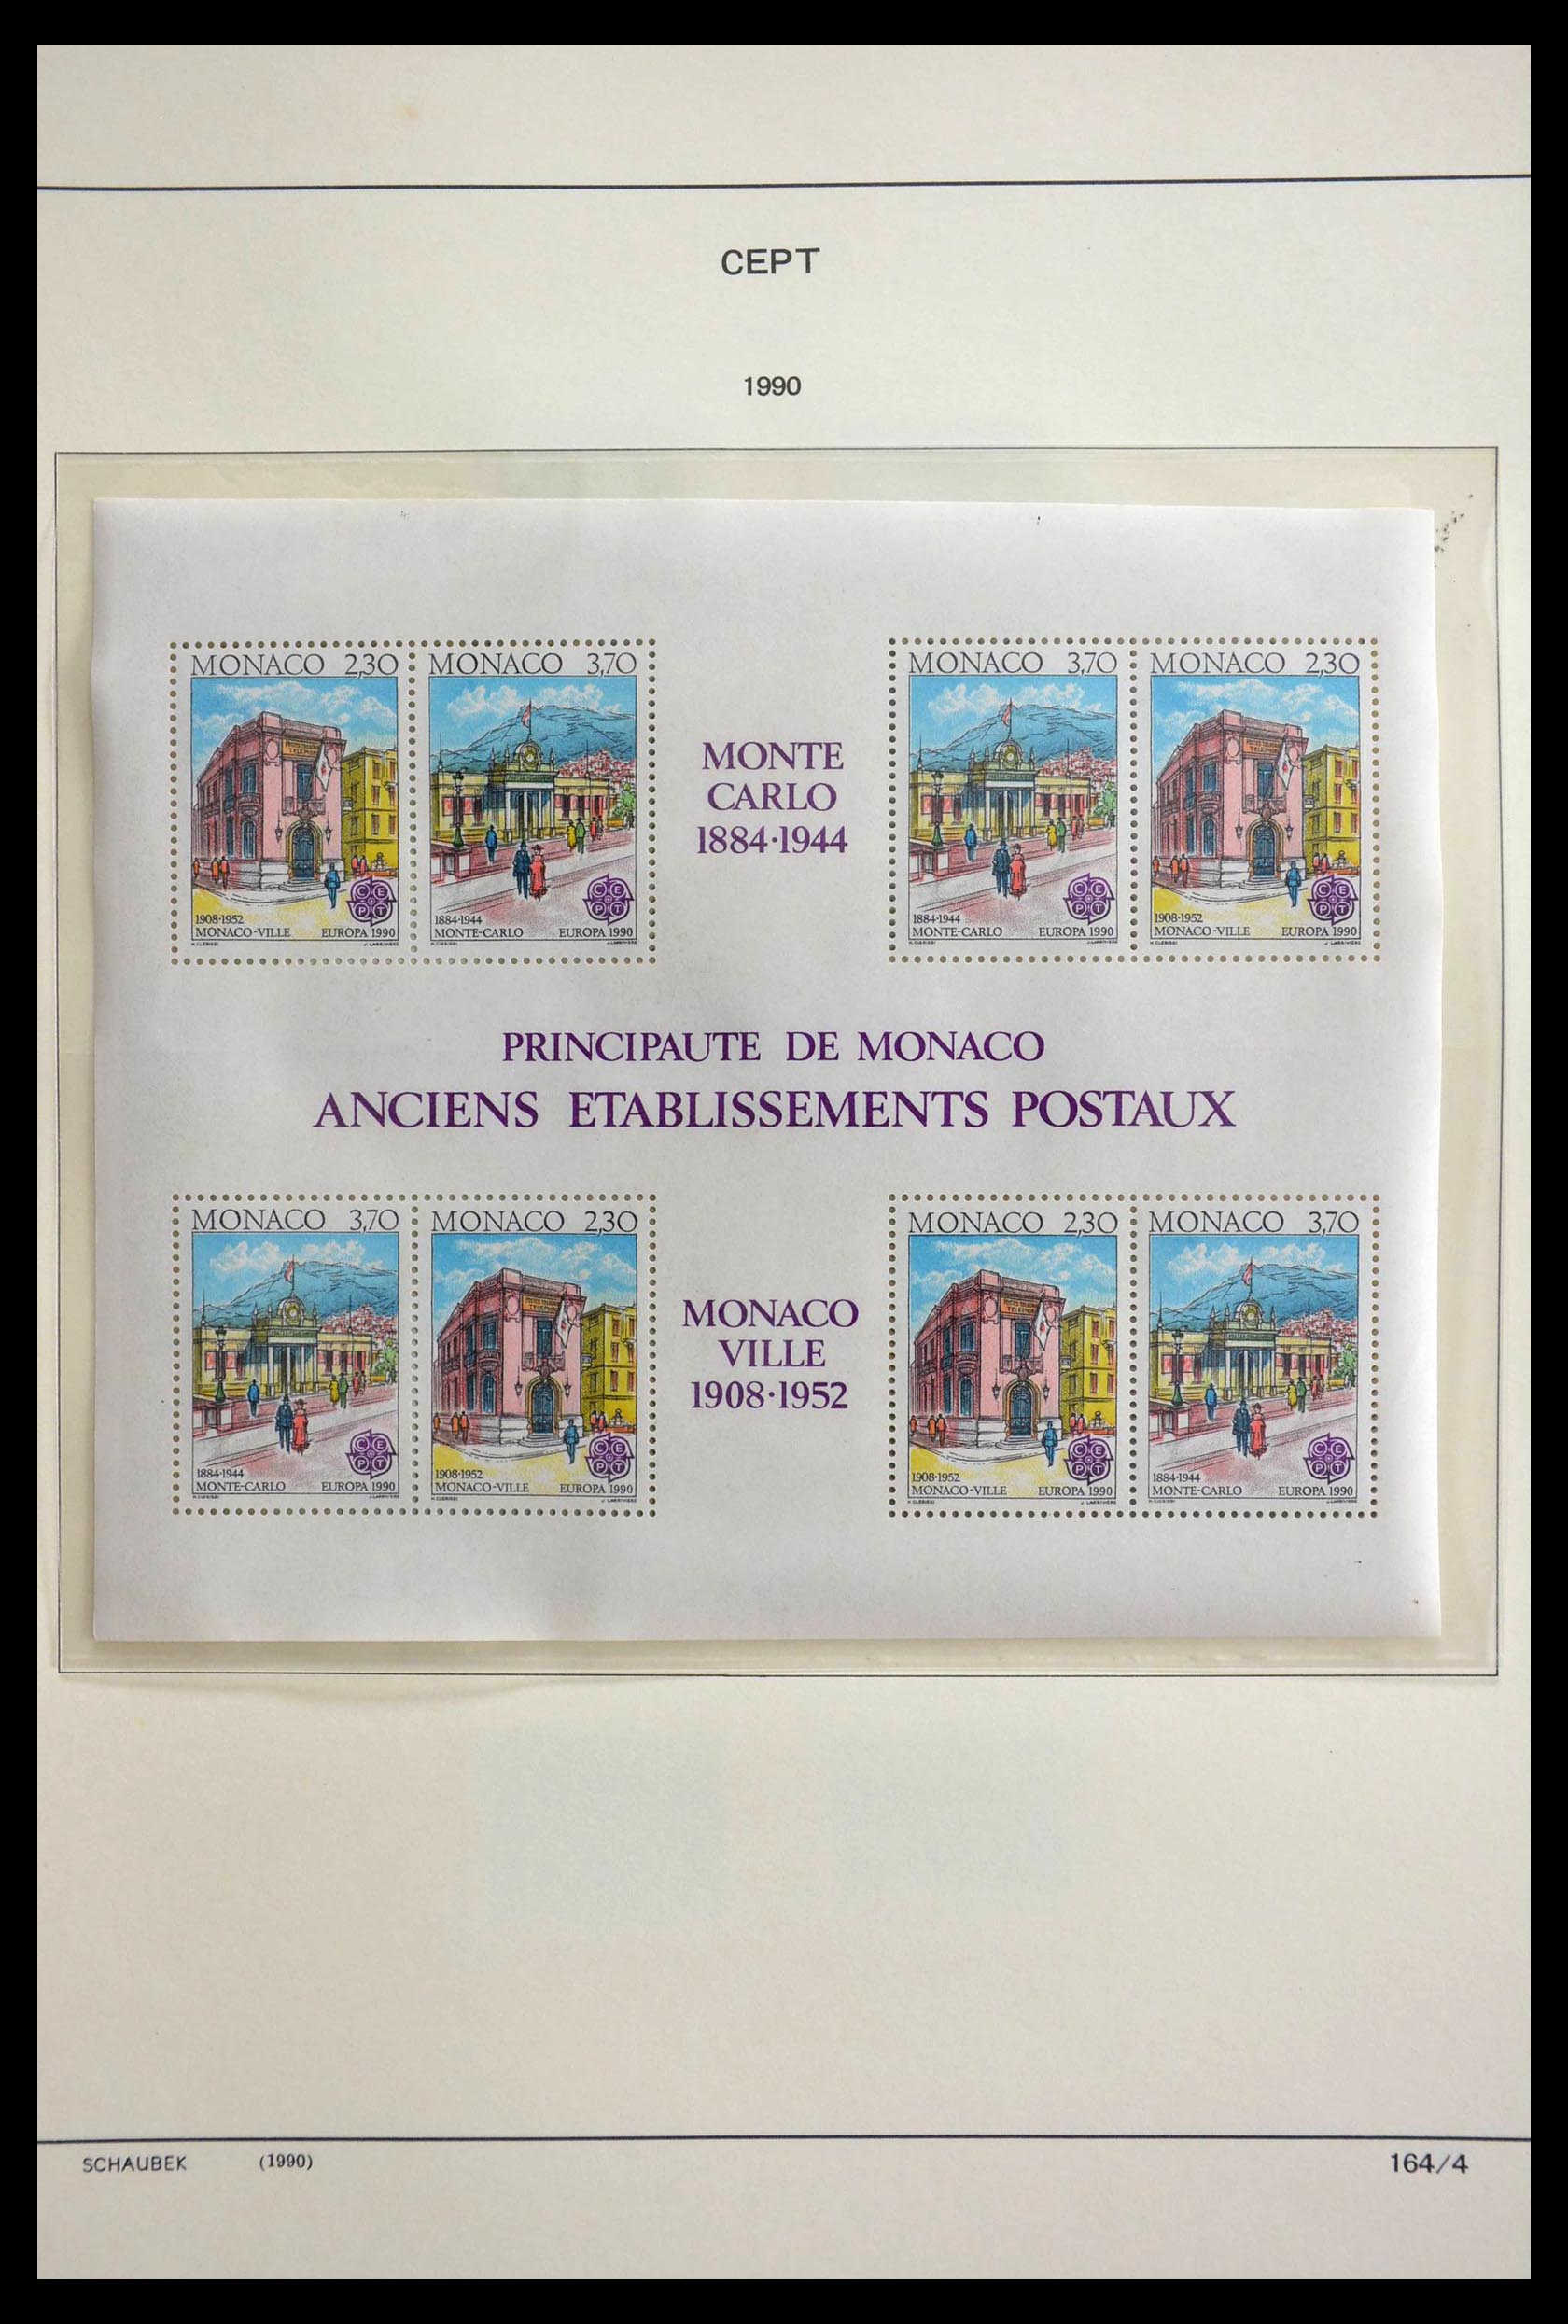 CEPT
1990
MONACO 2,30
1908·1952
MONACO-VILLE EUROPA 1990
MONACO 3,70
1884·1944
MONTE-CARLO EUROPA 1990
MONTE
CARLO
1884·1944
MONACO 3,70
1884·1944
MONTE-CARLO EUROPA 1990
MONACO 2,30
1908·1952
MONACO-VILLE EUROPA 1990
PRINCIPAUTE DE MONACO
ANCIENS ETABLISSEMENTS POSTAUX
MONACO 3,70
1884·1944
MONTE-CARLO EUROPA 1990
MONACO 2,30
1908·1952
MONACO-VILLE EUROPA 1990
MONACO
VILLE
1908·1952
MONACO 2,30
1908·1952
MONACO-VILLE EUROPA 1990
MONACO 3,70
1884·1944
MONTE-CARLO EUROPA 1990
SCHAUBEK (1990) 164/4